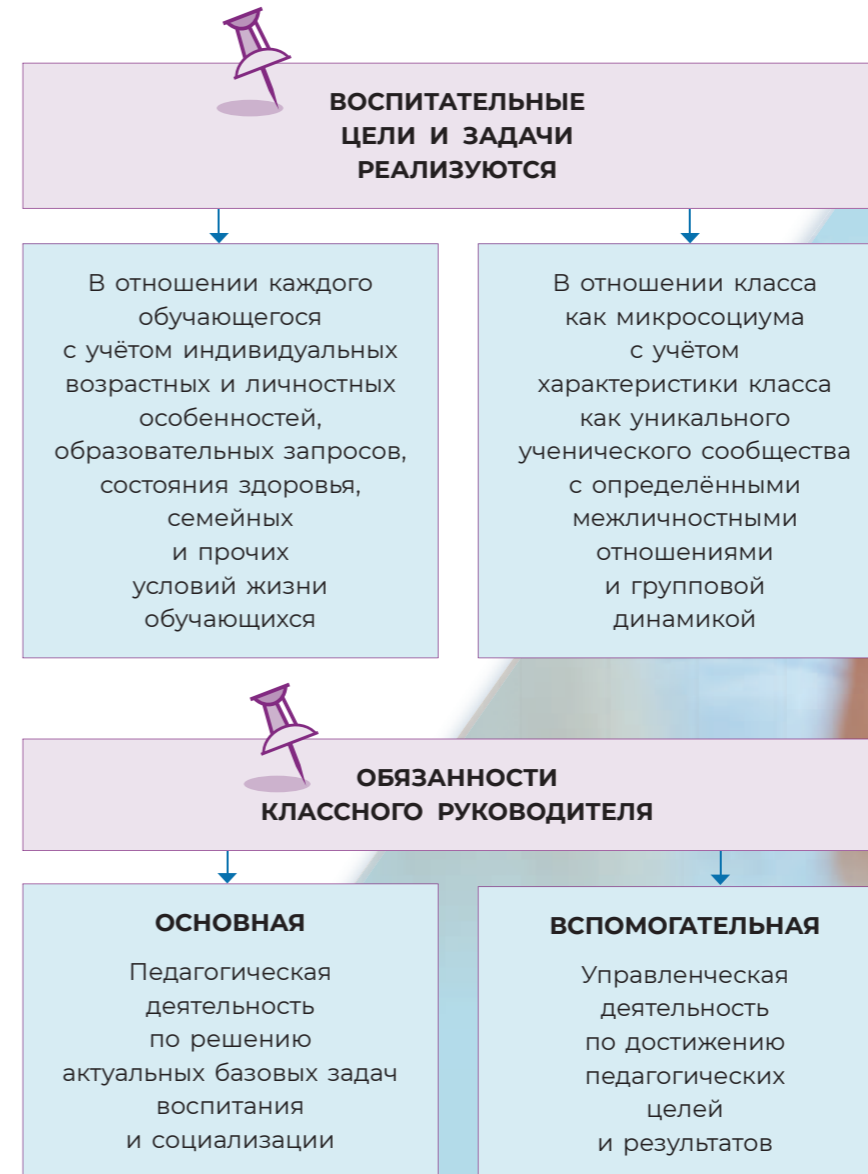 ВОСПИТАТЕЛЬНЫЕ
ЦЕЛИ И ЗАДАЧИ
РЕАЛИЗУЮТСЯ
В отношении каждого
обучающегося
с учётом индивидуальных
возрастных и личностных
особенностей,
образовательных запросов,
состояния здоровья,
семейных
и прочих
условий жизни
обучающихся
В отношении класса
как микросоциума
с учётом
характеристики класса
как уникального
ученического сообщества
с определёнными
межличностными
отношениями
и групповой
динамикой
ОБЯЗАННОСТИ
КЛАССНОГО РУКОВОДИТЕЛЯ
ОСНОВНАЯ
Педагогическая
деятельность
по решению
актуальных базовых задач
воспитания
и социализации
ВСПОМОГАТЕЛЬНАЯ
Управленческая
деятельность
по достижению
педагогических
целей
и результатов